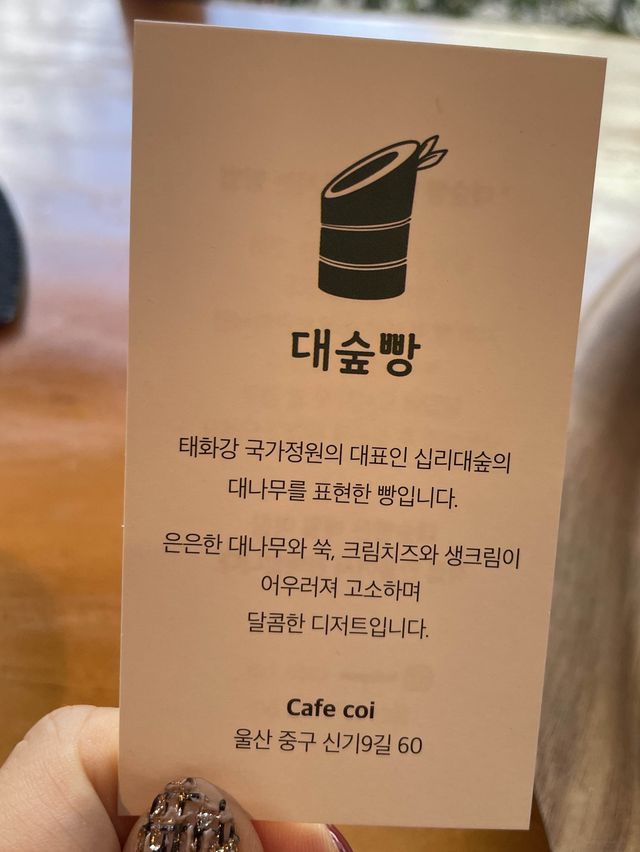 대숲빵
태화강 국가정원의 대표인 십리대숲의
대나무를 표현한 빵입니다.
은은한 대나무와 쑥, 크림치즈와 생크림이
어우러져 고소하며
달콤한 디저트입니다.
Cafe coi
울산 중구 신기9길 60